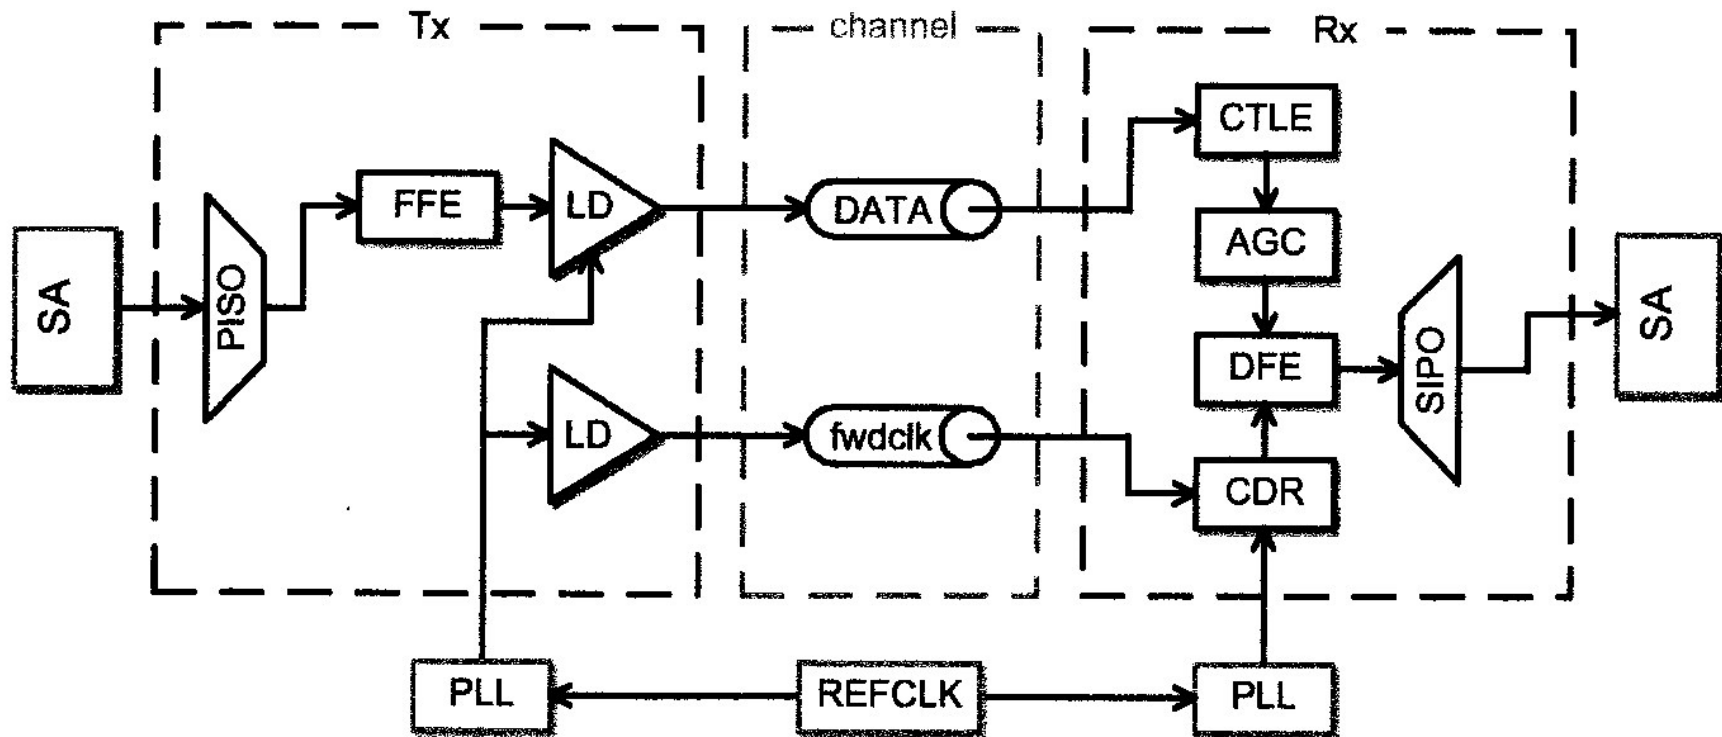 Tx
channel
Rx
CTLE
FFE
LD
DATA
AGC
SA
PISO
SA
DFE
SIPO
LD
fwdclk
CDR
PLL
REFCLK
PLL